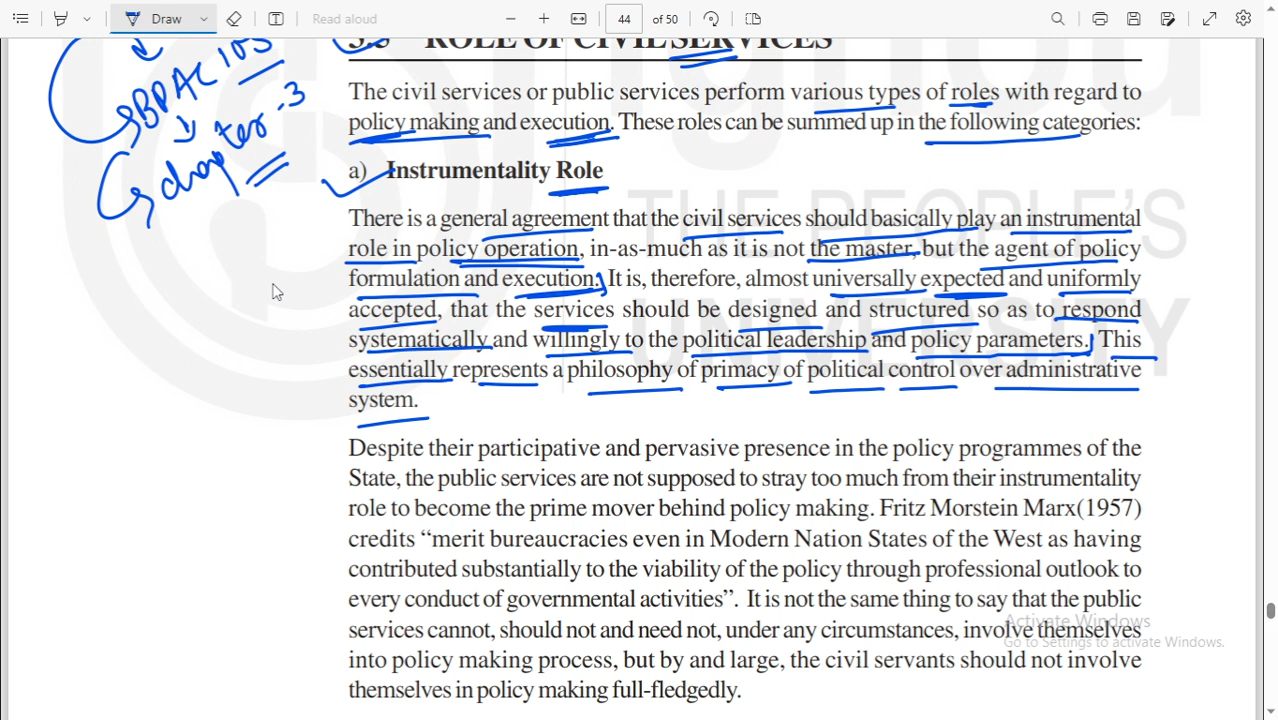 Draw
Read aloud
44
of 50
3.3 ROLE OF CIVIL SERVICES
BPAC 105
chapter -3
The civil services or public services perform various types of roles with regard to
policy making and execution. These roles can be summed up in the following categories:
a) Instrumentality Role
There is a general agreement that the civil services should basically play an instrumental
role in policy operation, in-as-much as it is not the master, but the agent of policy
formulation and execution. It is, therefore, almost universally expected and uniformly
accepted, that the services should be designed and structured so as to respond
systematically and willingly to the political leadership and policy parameters. This
essentially represents a philosophy of primacy of political control over administrative
system.
Despite their participative and pervasive presence in the policy programmes of the
State, the public services are not supposed to stray too much from their instrumentality
role to become the prime mover behind policy making. Fritz Morstein Marx(1957)
credits “merit bureaucracies even in Modern Nation States of the West as having
contributed substantially to the viability of the policy through professional outlook to
every conduct of governmental activities”. It is not the same thing to say that the public
services cannot, should not and need not, under any circumstances, involve themselves
into policy making process, but by and large, the civil servants should not involve
themselves in policy making full-fledgedly.
THE PEOPLE'S
UNIVERSITY
Activate Windows
Go to Settings to activate Windows.